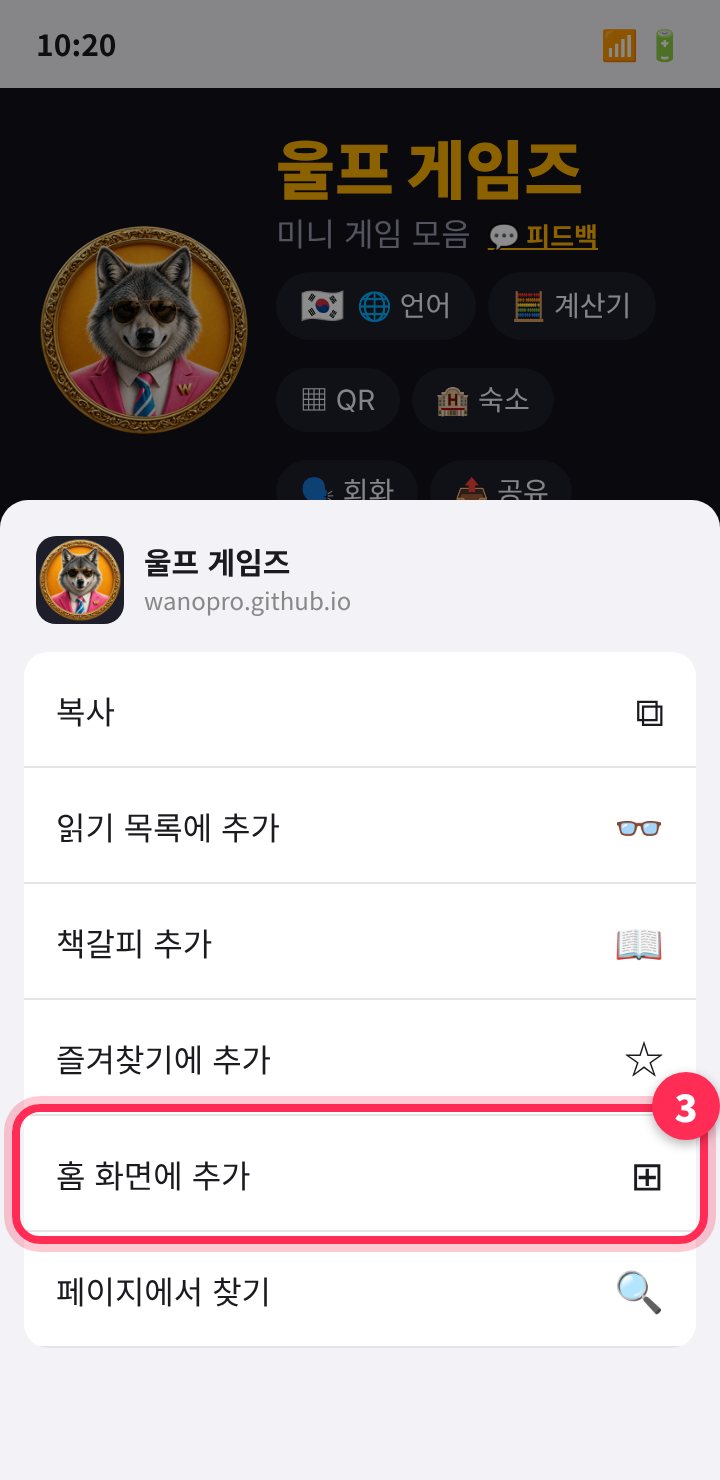 10:20
울프 게임즈
미니 게임 모음 💬 피드백
🇰🇷 🌐 언어 🧮 계산기
▦ QR 🏨 숙소
🗣️ 회화 📤 공유
W
울프 게임즈
wanopro.github.io
복사
읽기 목록에 추가
책갈피 추가
즐겨찾기에 추가
3
홈 화면에 추가
페이지에서 찾기